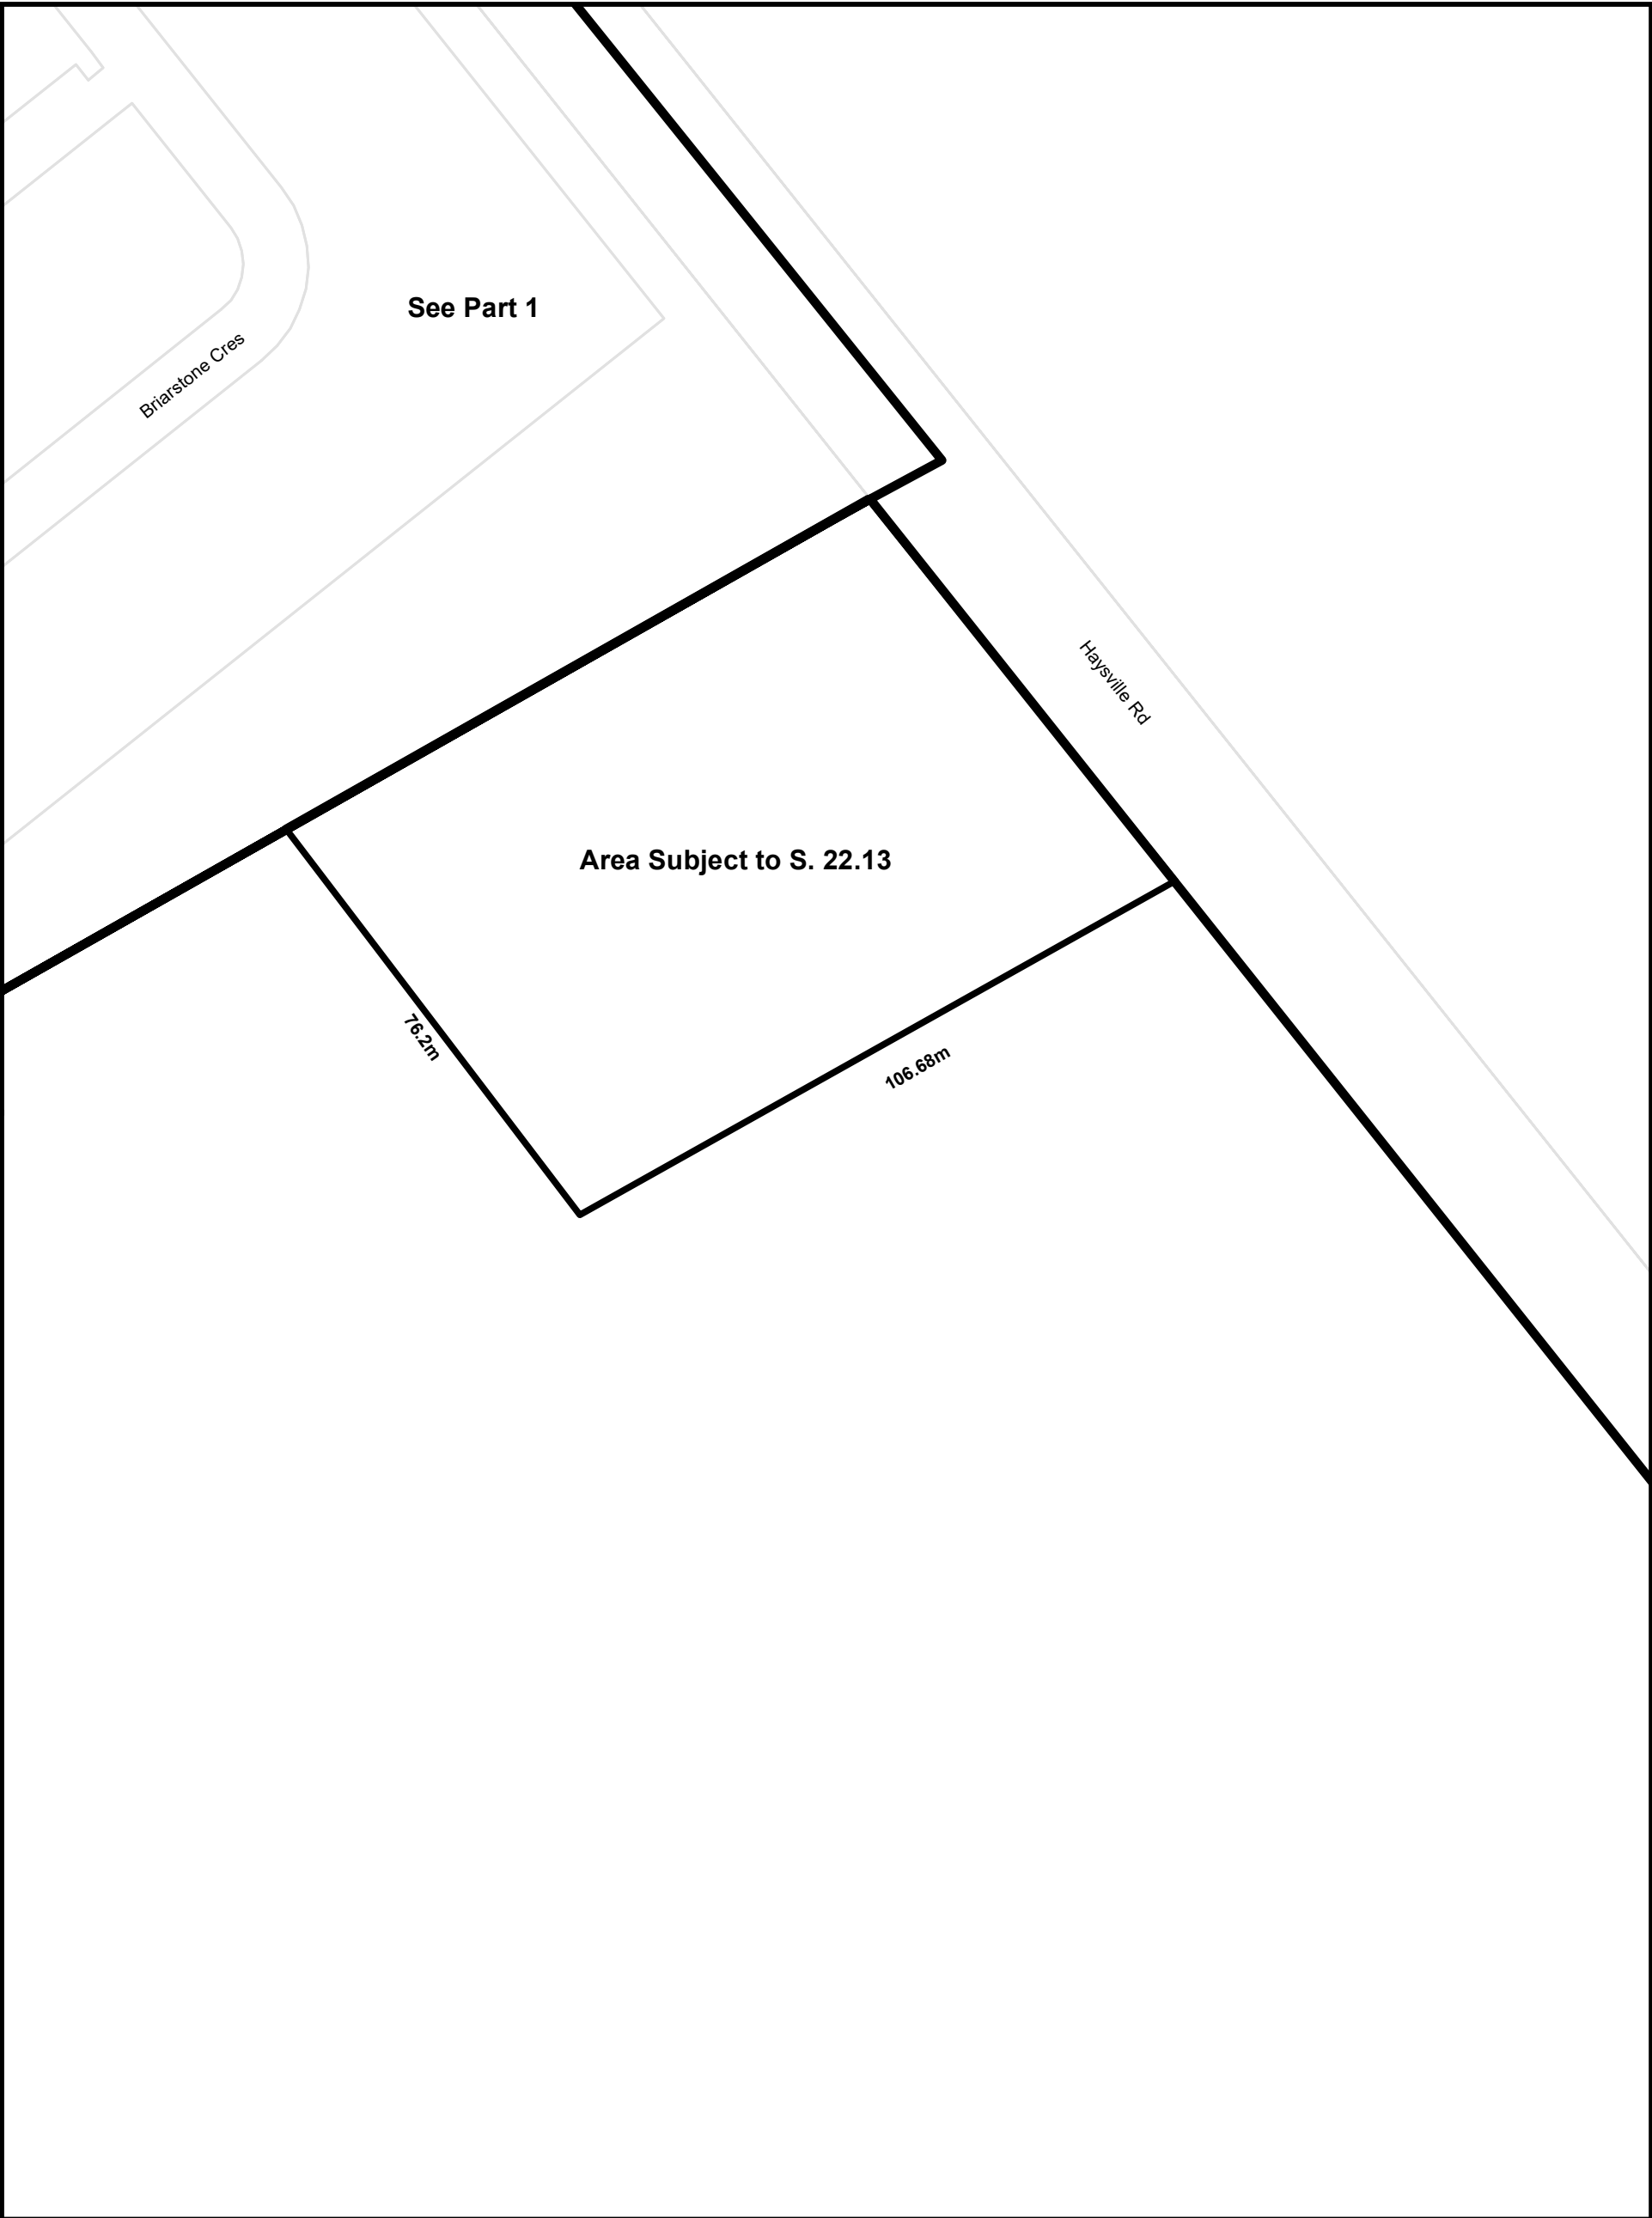 See Part 1
Briarstone Cres
Haysville Rd
Area Subject to S. 22.13
76.2m
106.68m